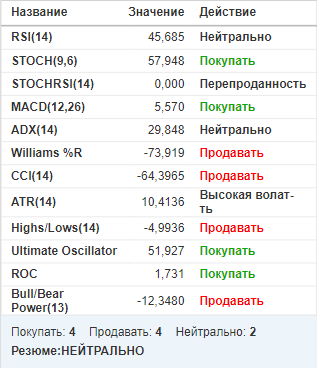 Название Значение Действие
RSI(14) 45,685 Нейтрально
STOCH(9,6) 57,948 Покупать
STOCHRSI(14) 0,000 Перепроданность
MACD(12,26) 5,570 Покупать
ADX(14) 29,848 Нейтрально
Williams %R -73,919 Продавать
CCI(14) -64,3965 Продавать
ATR(14) 10,4136 Высокая волат-
ть
Highs/Lows(14) -4,9936 Продавать
Ultimate Oscillator 51,927 Покупать
ROC 1,731 Покупать
Bull/Bear
Power(13) -12,3480 Продавать
Покупать: 4 Продавать: 4 Нейтрально: 2
Резюме:НЕЙТРАЛЬНО